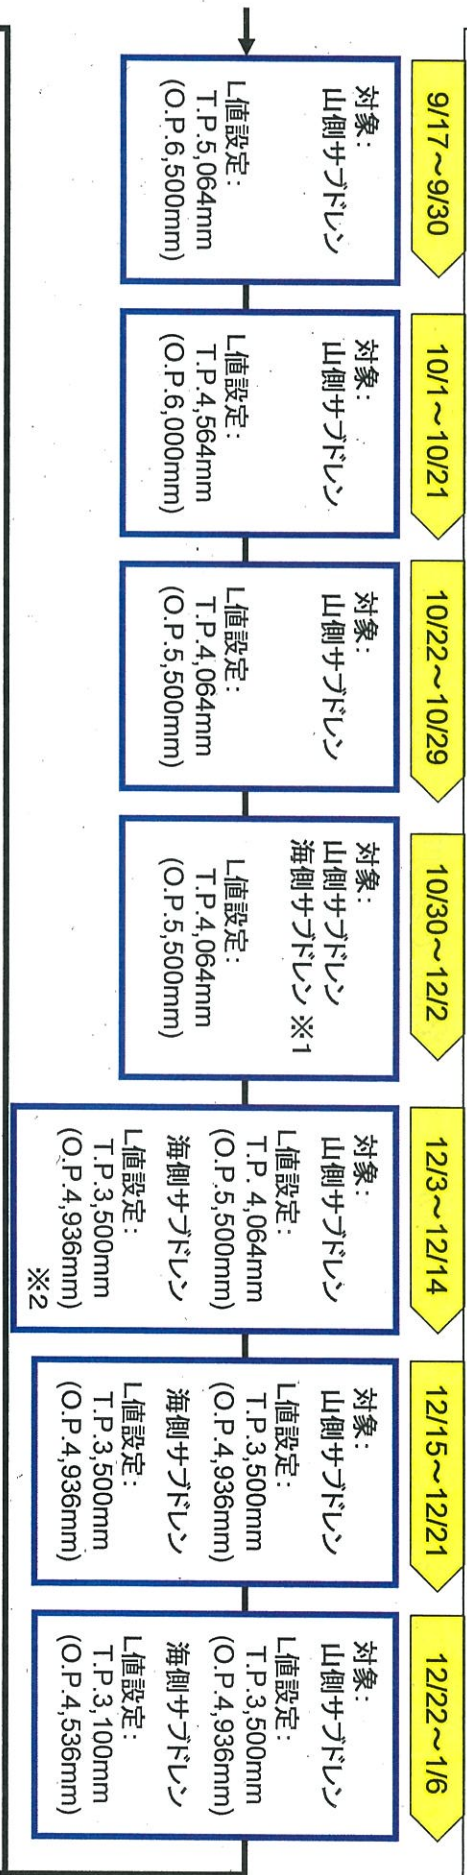 9/17～9/30
対象：
山側サブドレン
L値設定：
T.P.5,064mm
(O.P.6,500mm)
10/1～10/21
対象：
山側サブドレン
L値設定：
T.P.4,564mm
(O.P.6,000mm)
10/22～10/29
対象：
山側サブドレン
L値設定：
T.P.4,064mm
(O.P.5,500mm)
10/30～12/2
対象：
山側サブドレン
海側サブドレン ※1
L値設定：
T.P.4,064mm
(O.P.5,500mm)
12/3～12/14
対象：
山側サブドレン
L値設定：
T.P. 4,064mm
(O.P.5,500mm)
海側サブドレン
L値設定：
T.P.3,500mm
(O.P.4,936mm)
※2
12/15～12/21
対象：
山側サブドレン
L値設定：
T.P.3,500mm
(O.P.4,936mm)
海側サブドレン
L値設定：
T.P.3,500mm
(O.P.4,936mm)
12/22～1/6
対象：
山側サブドレン
L値設定：
T.P.3,500mm
(O.P.4,936mm)
海側サブドレン
L値設定：
T.P.3,100mm
(O.P.4,536mm)